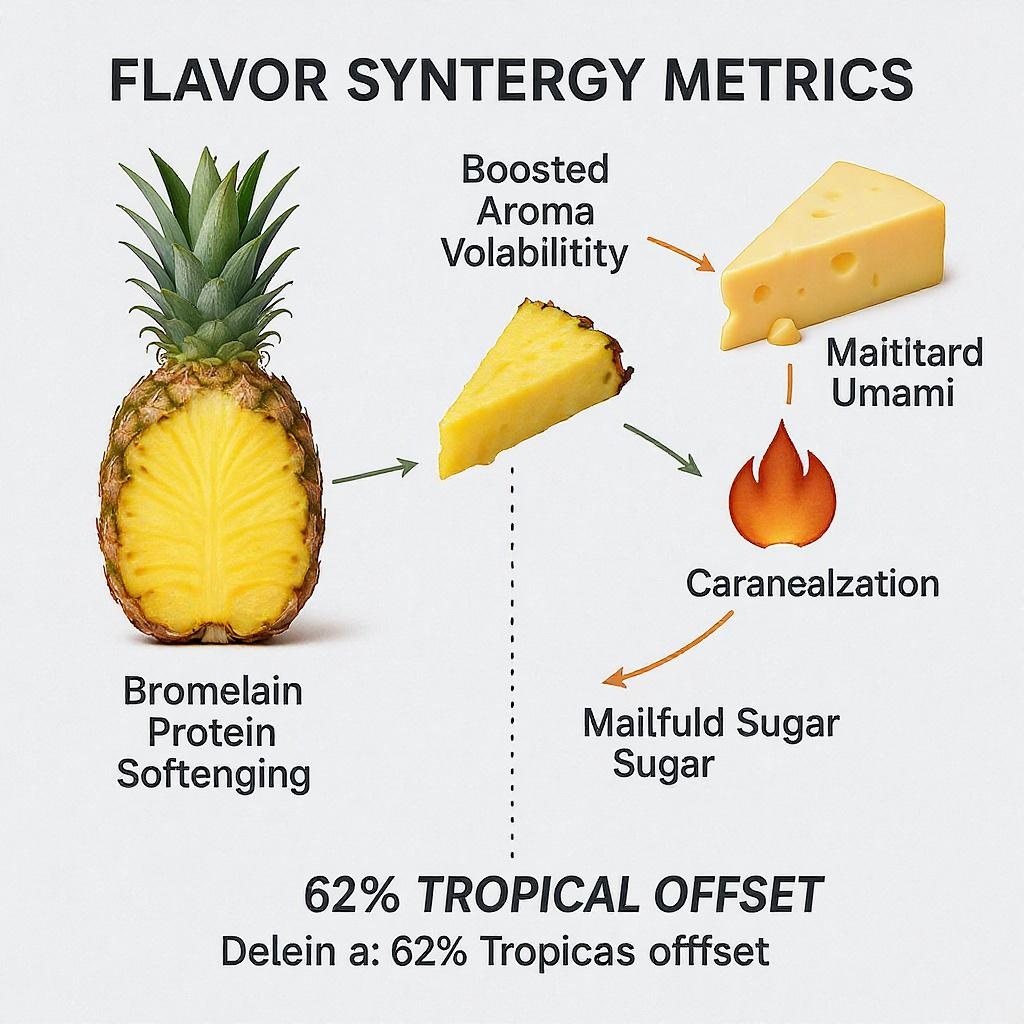 FLAVOR SYNTERGY METRICS
Boosted
Aroma
Volabilitity
Maititard
Umami
Caranealzation
Bromelain
Protein
Softenging
Mailfuld Sugar
Sugar
62% TROPICAL OFFSET
Delein a: 62% Tropicas offfset